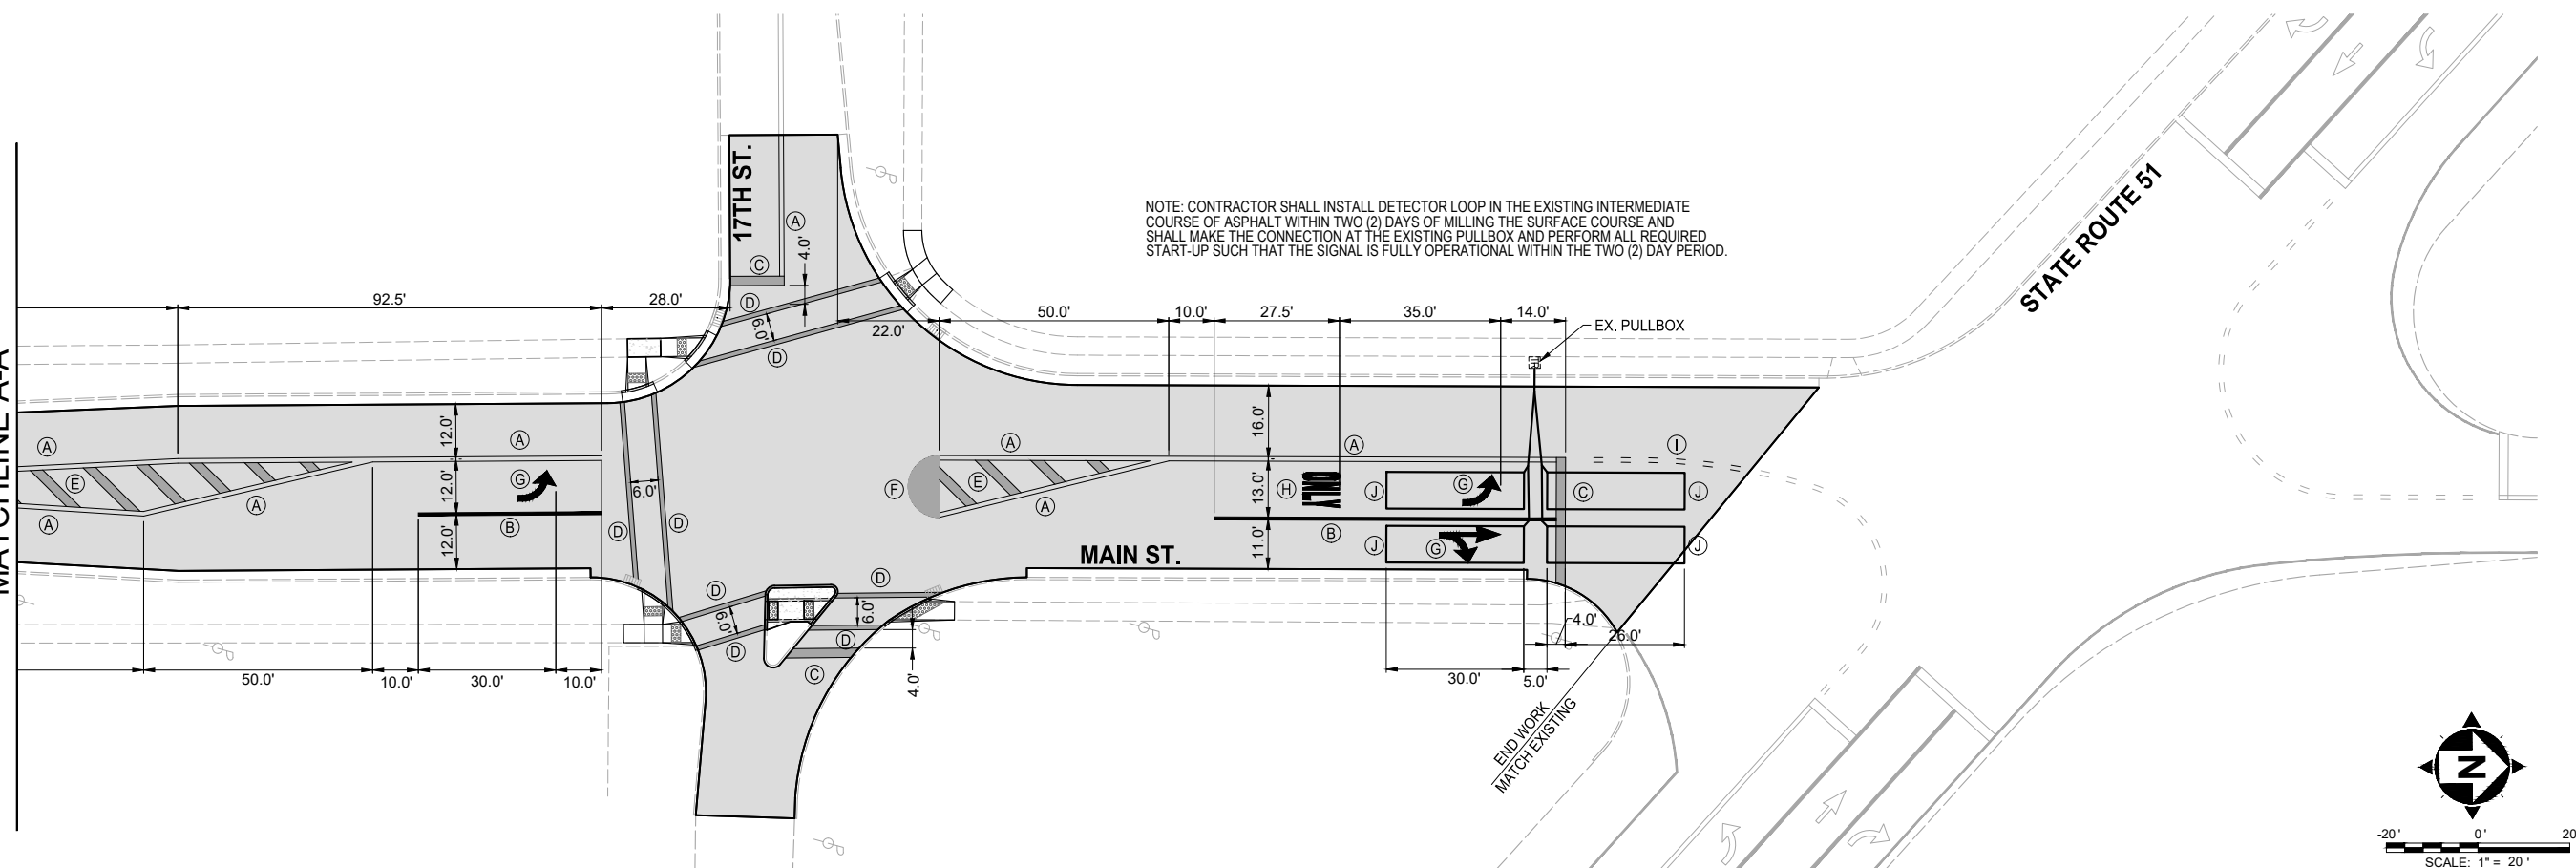 MATCHLINE A-A
17TH ST.
A
C
4.0'
D
6.0'
D
22.0'
92.5'
28.0'
NOTE: CONTRACTOR SHALL INSTALL DETECTOR LOOP IN THE EXISTING INTERMEDIATE
COURSE OF ASPHALT WITHIN TWO (2) DAYS OF MILLING THE SURFACE COURSE AND
SHALL MAKE THE CONNECTION AT THE EXISTING PULLBOX AND PERFORM ALL REQUIRED
START-UP SUCH THAT THE SIGNAL IS FULLY OPERATIONAL WITHIN THE TWO (2) DAY PERIOD.
STATE ROUTE 51
50.0'
10.0'
27.5'
35.0'
14.0'
EX. PULLBOX
A
E
A
A
12.0'
A
12.0'
G
12.0'
B
D
6.0'
D
F
A
E
A
16.0'
A
13.0'
H
ONLY
J
G
C
J
I
11.0'
B
J
G
J
MAIN ST.
D
6.0'
D
D
6.0'
D
C
4.0'
50.0'
10.0'
30.0'
10.0'
4.0'
26.0'
30.0'
5.0'
END WORK
MATCH EXISTING
N
-20'
0'
20
SCALE: 1" = 20 '